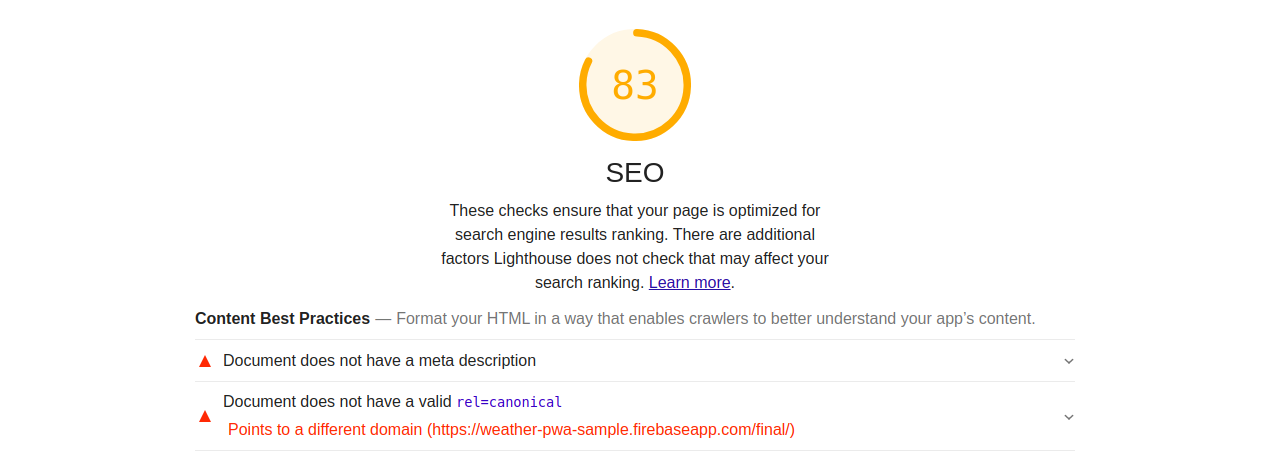 83
SEO
These checks ensure that your page is optimized for
search engine results ranking. There are additional
factors Lighthouse does not check that may affect your
search ranking. Learn more.
Content Best Practices — Format your HTML in a way that enables crawlers to better understand your app’s content.
Document does not have a meta description
Document does not have a valid rel=canonical
Points to a different domain (https://weather-pwa-sample.firebaseapp.com/final/)